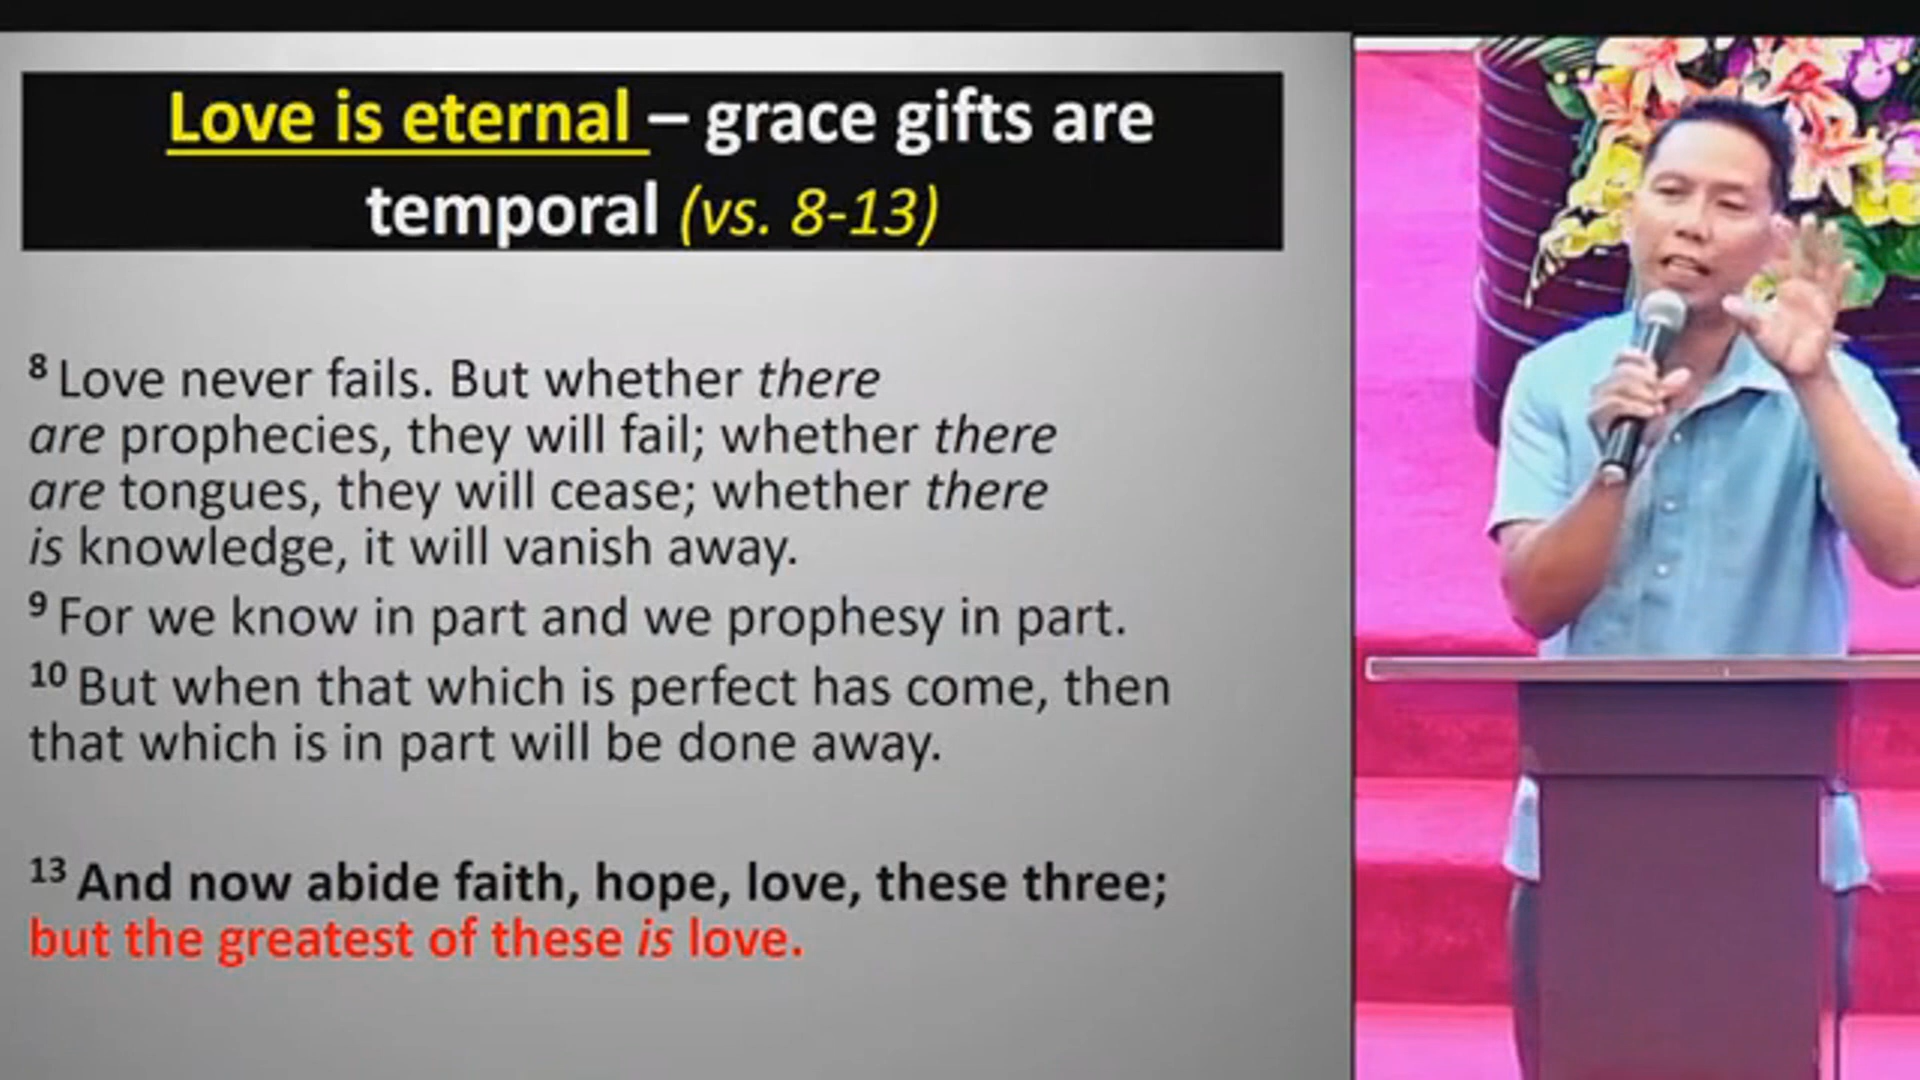 Love is eternal – grace gifts are
temporal (vs. 8-13)
8 Love never fails. But whether there
are prophecies, they will fail; whether there
are tongues, they will cease; whether there
is knowledge, it will vanish away.
9 For we know in part and we prophesy in part.
10 But when that which is perfect has come, then
that which is in part will be done away.
13 And now abide faith, hope, love, these three;
but the greatest of these is love.